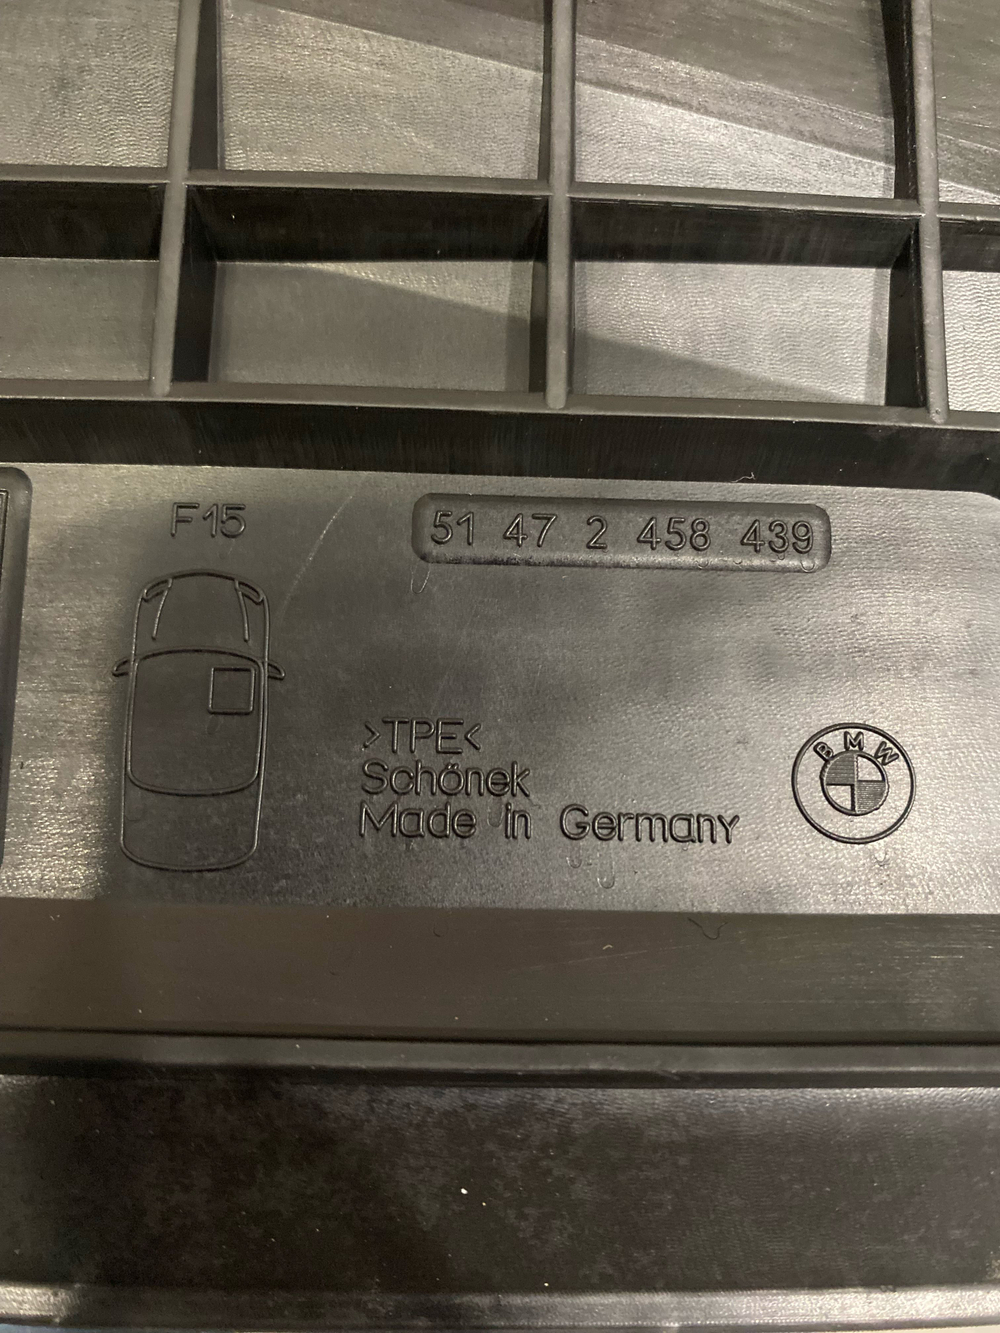 F15
51 47 2 458 439
>TPE<
Schönek
Made in Germany
BMW